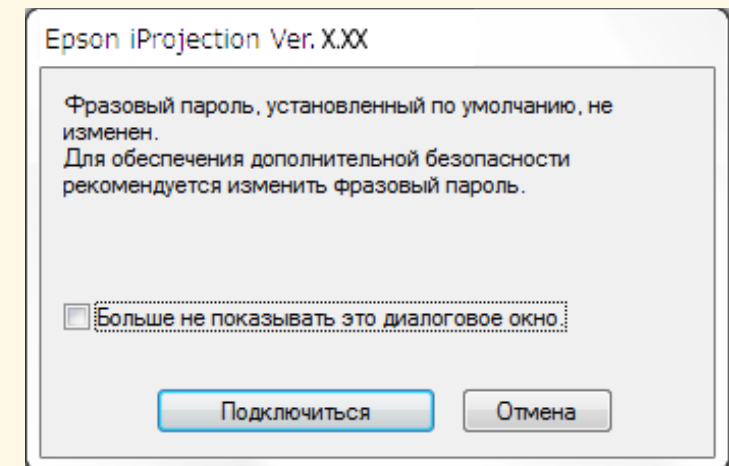 Epson iProjection Ver. X.XX
Фразовый пароль, установленный по умолчанию, не
изменен.
Для обеспечения дополнительной безопасности
рекомендуется изменить фразовый пароль.
Больше не показывать это диалоговое окно.
Подключиться
Отмена